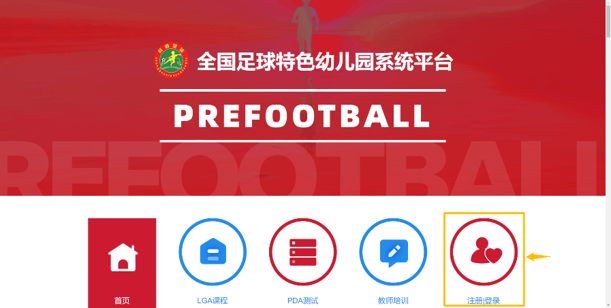 全国足球特色幼儿园系统平台
PREFOOTBALL
REFOOTBALL
首页
LGA课程
PDA测试
教师培训
注册|登录